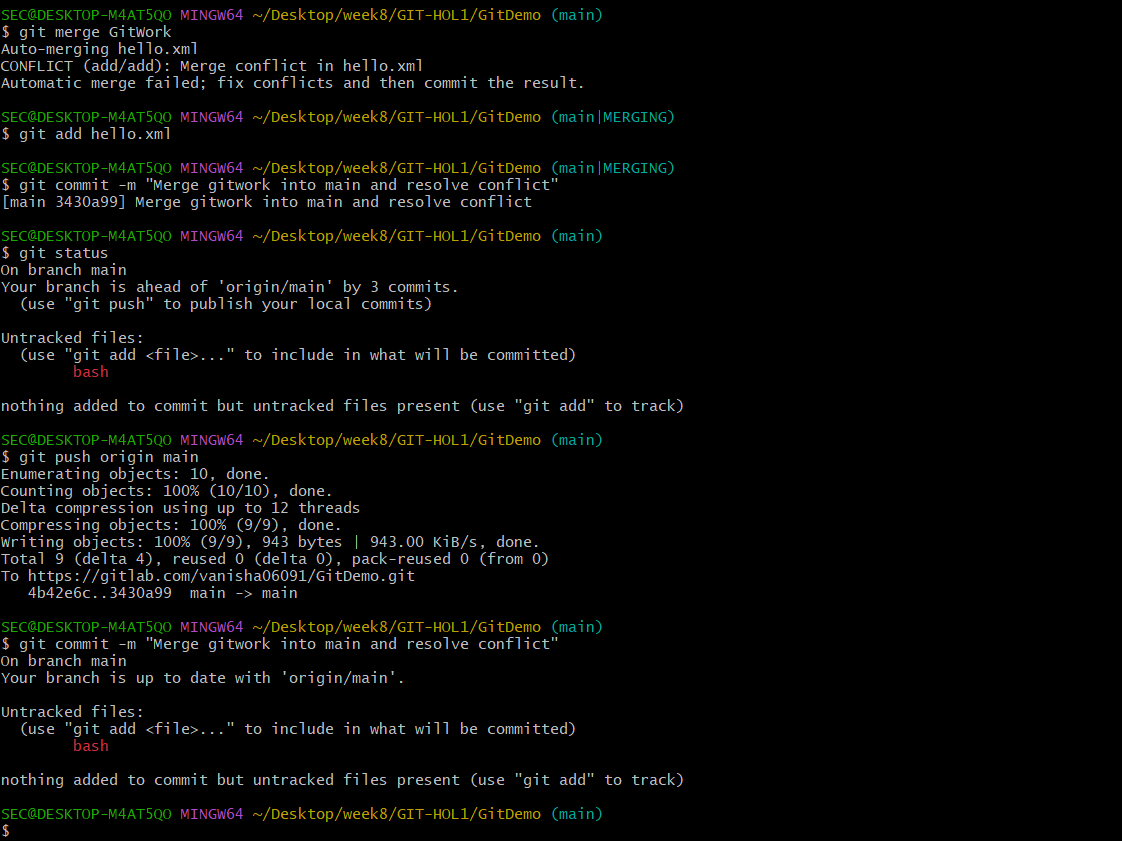 SEC@DESKTOP-M4AT5QO MINGW64 ~/Desktop/week8/GIT-HOL1/GitDemo (main)
$ git merge GitWork
Auto-merging hello.xml
CONFLICT (add/add): Merge conflict in hello.xml
Automatic merge failed; fix conflicts and then commit the result.

SEC@DESKTOP-M4AT5QO MINGW64 ~/Desktop/week8/GIT-HOL1/GitDemo (main|MERGING)
$ git add hello.xml

SEC@DESKTOP-M4AT5QO MINGW64 ~/Desktop/week8/GIT-HOL1/GitDemo (main|MERGING)
$ git commit -m "Merge gitwork into main and resolve conflict"
[main 3430a99] Merge gitwork into main and resolve conflict

SEC@DESKTOP-M4AT5QO MINGW64 ~/Desktop/week8/GIT-HOL1/GitDemo (main)
$ git status
On branch main
Your branch is ahead of 'origin/main' by 3 commits.
  (use "git push" to publish your local commits)

Untracked files:
  (use "git add <file>..." to include in what will be committed)
        bash

nothing added to commit but untracked files present (use "git add" to track)

SEC@DESKTOP-M4AT5QO MINGW64 ~/Desktop/week8/GIT-HOL1/GitDemo (main)
$ git push origin main
Enumerating objects: 10, done.
Counting objects: 100% (10/10), done.
Delta compression using up to 12 threads
Compressing objects: 100% (9/9), done.
Writing objects: 100% (9/9), 943 bytes | 943.00 KiB/s, done.
Total 9 (delta 4), reused 0 (delta 0), pack-reused 0 (from 0)
To https://gitlab.com/vanisha06091/GitDemo.git
   4b42e6c..3430a99  main -> main

SEC@DESKTOP-M4AT5QO MINGW64 ~/Desktop/week8/GIT-HOL1/GitDemo (main)
$ git commit -m "Merge gitwork into main and resolve conflict"
On branch main
Your branch is up to date with 'origin/main'.

Untracked files:
  (use "git add <file>..." to include in what will be committed)
        bash

nothing added to commit but untracked files present (use "git add" to track)

SEC@DESKTOP-M4AT5QO MINGW64 ~/Desktop/week8/GIT-HOL1/GitDemo (main)
$